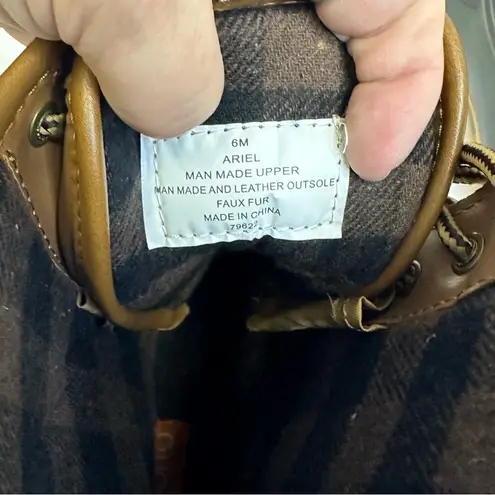 6M
ARIEL
MAN MADE UPPER
MAN MADE AND LEATHER OUTSOLE
FAUX FUR
MADE IN CHINA